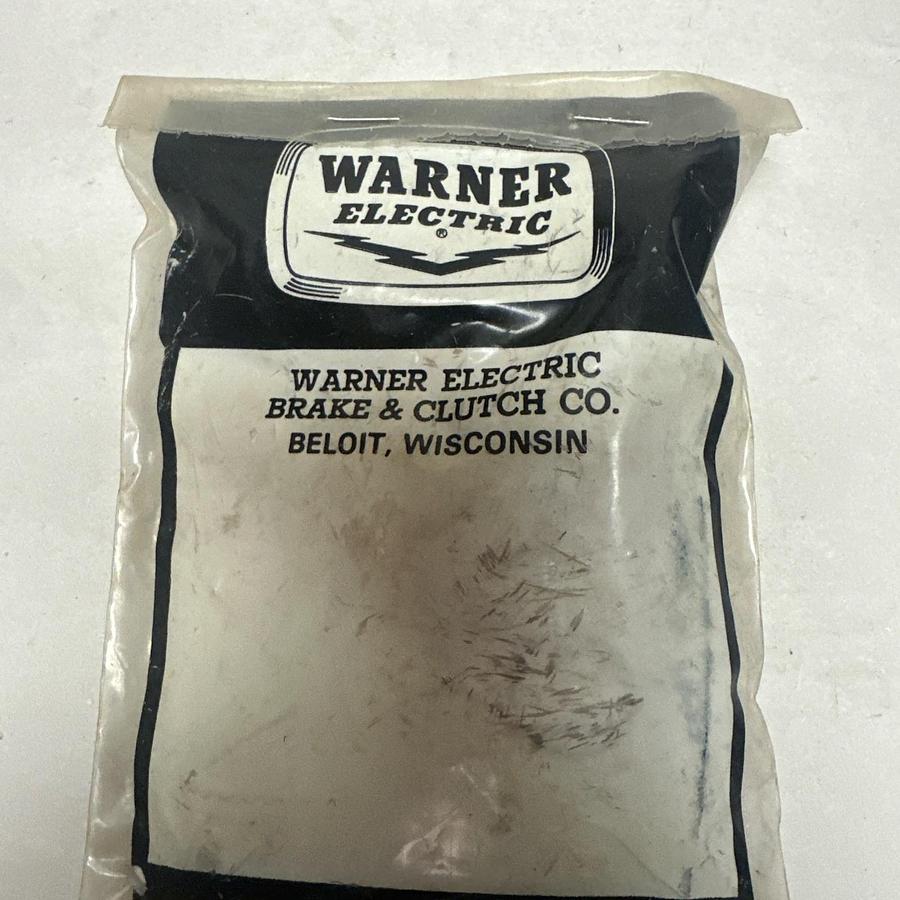 WARNER
ELECTRIC
®
WARNER ELECTRIC
BRAKE & CLUTCH CO.
BELOIT, WISCONSIN